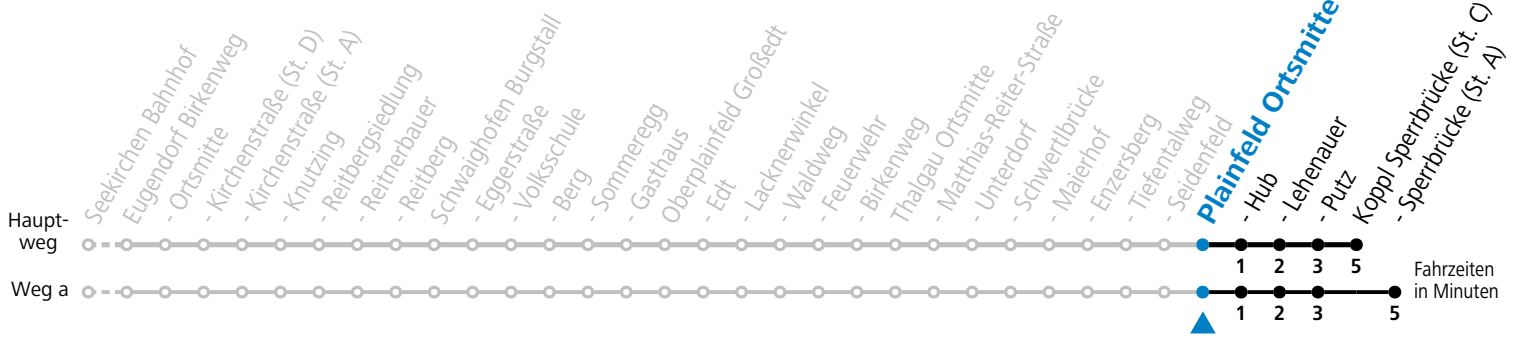 Seekirchen Bahnhof
Eugendorf Birkenweg
- Ortsmitte
- Kirchenstraße (St. D)
- Kirchenstraße (St. A)
- Knutzing
- Reitbergsiedlung
- Reitnerbauer
- Reitberg
Schwaighofen Burgstall
- Eggerstraße
- Volksschule
- Berg
- Sommeregg
- Gasthaus
Oberplainfeld Großedt
- Edt
- Lacknerwinkel
- Waldweg
- Feuerwehr
- Birkenweg
Thalgau Ortsmitte
- Matthias-Reiter-Straße
- Unterdorf
- Schwertlbrücke
- Maierhof
- Enzersberg
- Tiefentalweg
- Seidenfeld
Plainfeld Ortsmitte
- Hub
- Lehenauer
- Putz
Koppl Sperrbrücke (St. C)
- Sperrbrücke (St. A)
Haupt-
weg
1 2 3 5
Weg a
1 2 3 5
Fahrzeiten
in Minuten